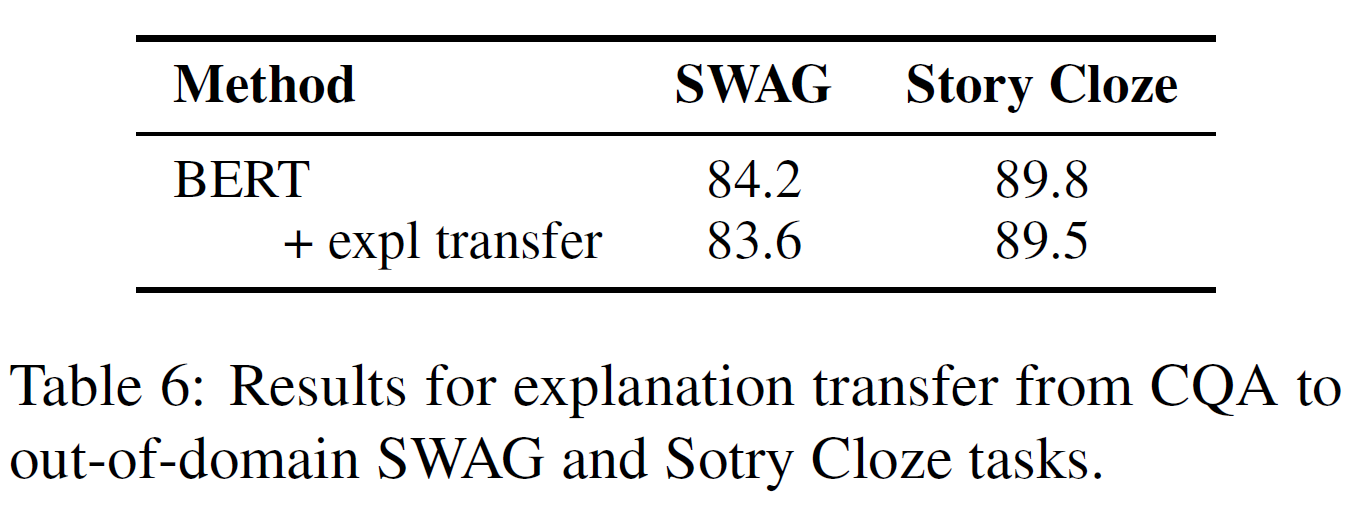 Method SWAG Story Cloze
BERT 84.2 89.8
+ expl transfer 83.6 89.5
Table 6: Results for explanation transfer from CQA to
out-of-domain SWAG and Sotry Cloze tasks.